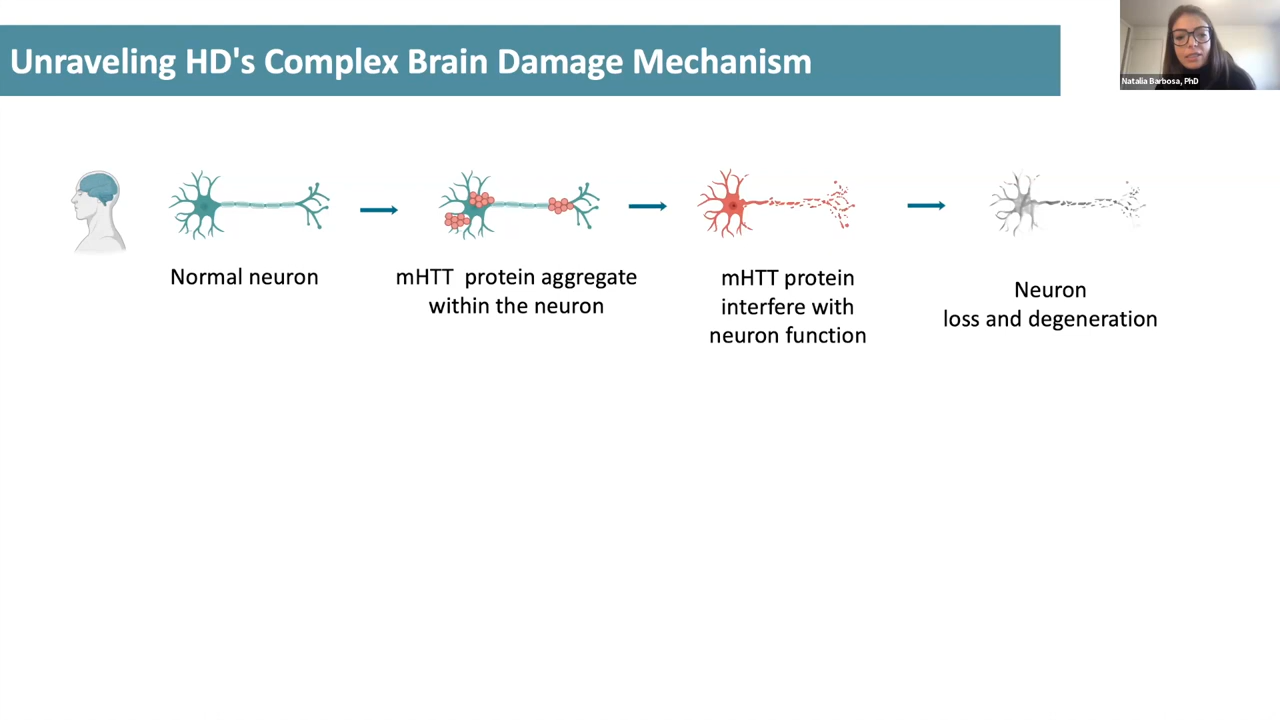 Unraveling HD's Complex Brain Damage Mechanism
Natalia Barbosa, PhD
Normal neuron
mHTT protein aggregate
within the neuron
mHTT protein
interfere with
neuron function
Neuron
loss and degeneration